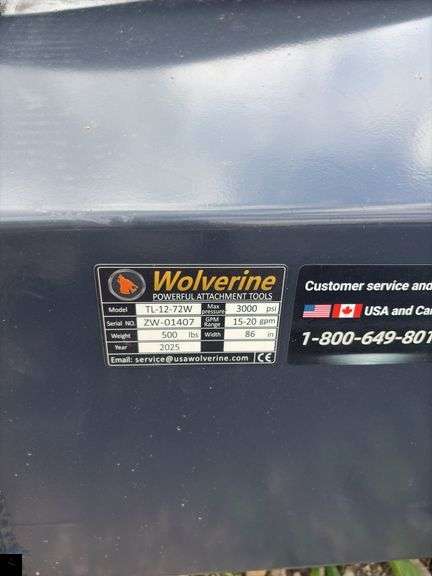 Wolverine
POWERFUL ATTACHMENT TOOLS
Model TL-12-72W Max pressure 3000 psi
Serial NO. ZW-01407 GPM Range 15-20 gpm
Weight 500 lbs Width 86 in
Year 2025
Email: service@usawolverine.com CE
Customer service and
USA and Ca
1-800-649-801